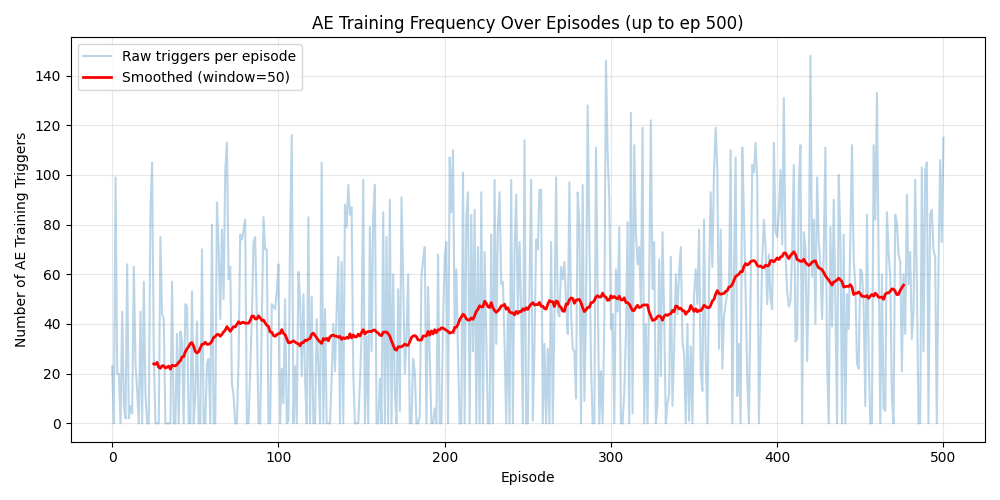 AE Training Frequency Over Episodes (up to ep 500)
Raw triggers per episode
Smoothed (window=50)
Number of AE Training Triggers
140
120
100
80
60
40
20
0
0 100 200 300 400 500
Episode